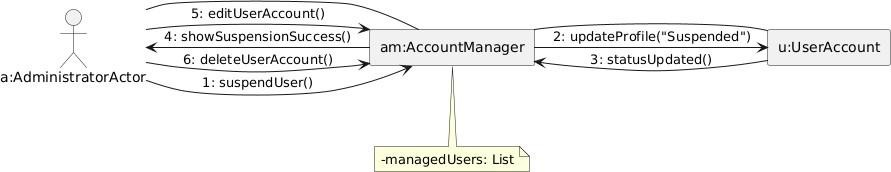 5: editUserAccount()
4: showSuspensionSuccess()
6: deleteUserAccount()
1: suspendUser()
a:AdministratorActor
am:AccountManager
2: updateProfile("Suspended")
3: statusUpdated()
u:UserAccount
-managedUsers: List